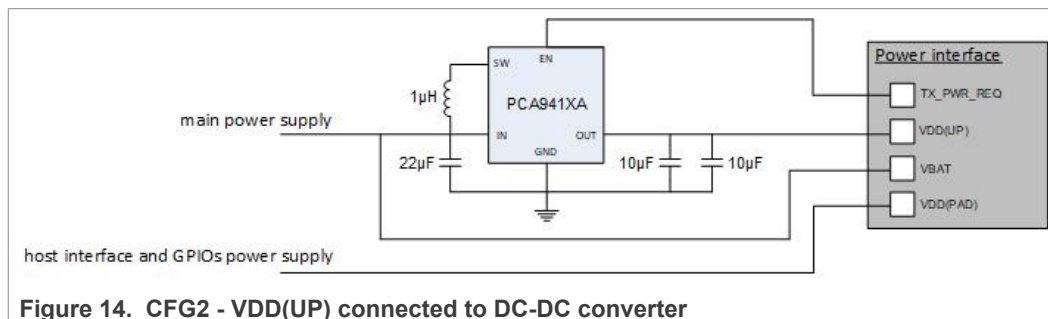 Power interface
EN
SW
TX_PWR_REQ
1µH
PCA941XA
main power supply
IN
OUT
VDD(UP)
GND
22µF
10µF
10µF
VBAT
VDD(PAD)
host interface and GPIOs power supply
Figure 14. CFG2 - VDD(UP) connected to DC-DC converter